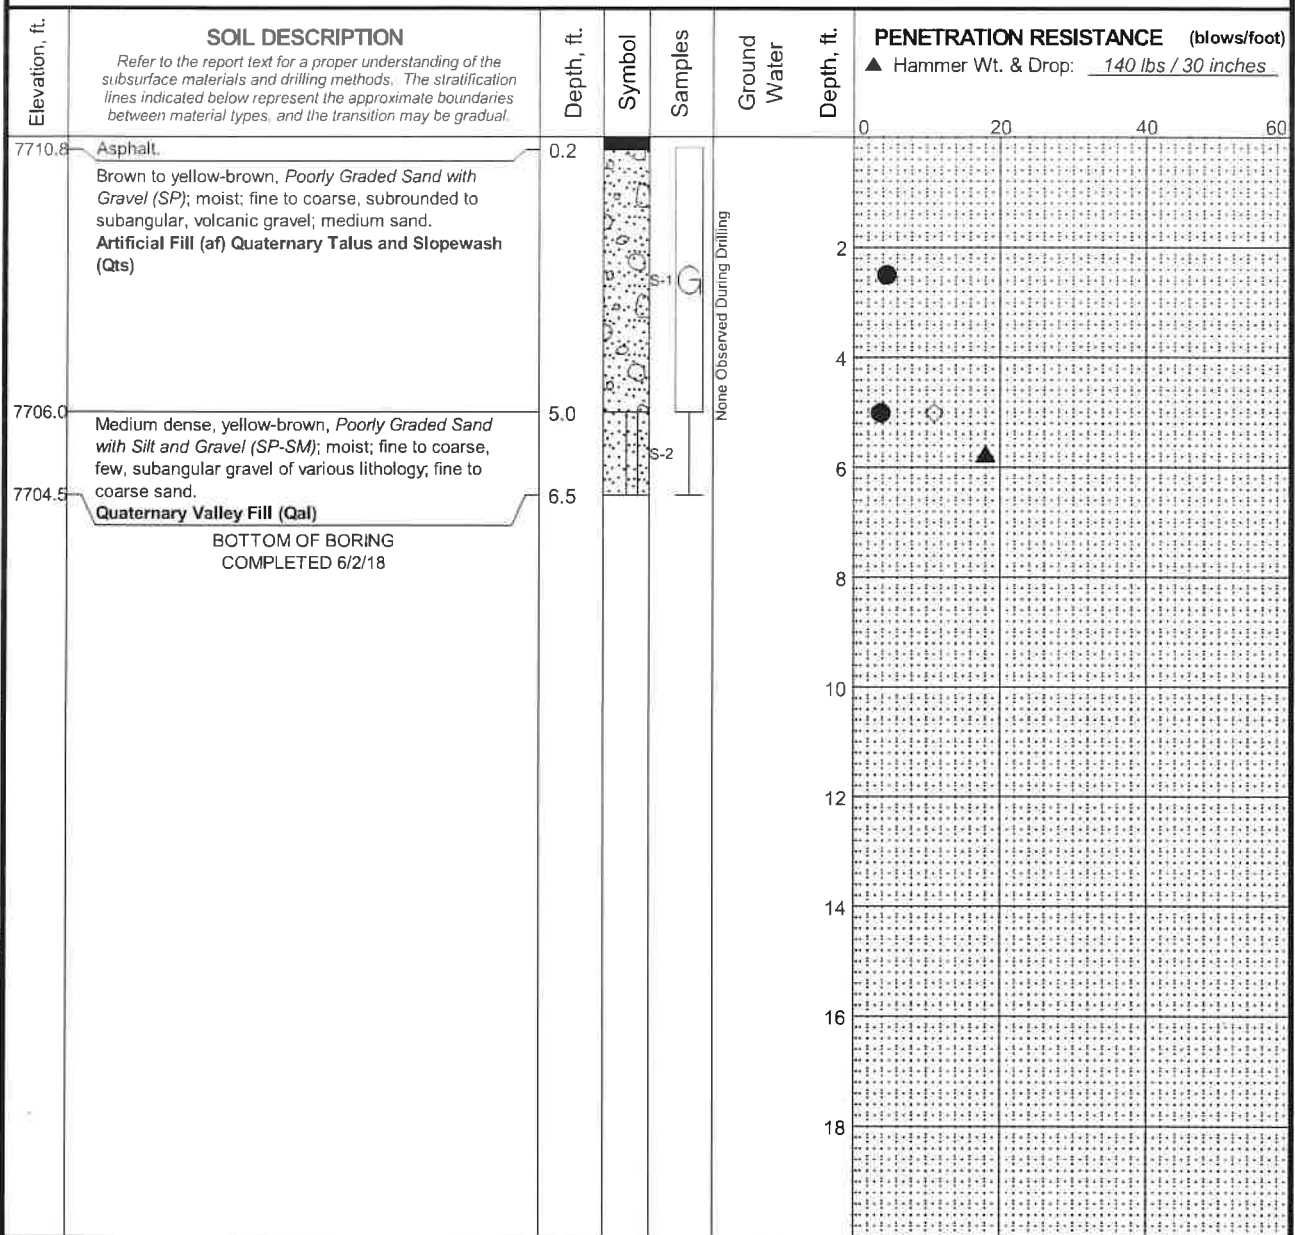 Elevation, ft.
SOIL DESCRIPTION
Refer to the report text for a proper understanding of the
subsurface materials and drilling methods. The stratification
lines indicated below represent the approximate boundaries
between material types, and the transition may be gradual.
Depth, ft.
Symbol
Samples
Ground
Water
Depth, ft.
PENETRATION RESISTANCE (blows/foot)
▲ Hammer Wt. & Drop: 140 lbs / 30 inches
0 20 40 60
7710.8 Asphalt. 0.2
Brown to yellow-brown, Poorly Graded Sand with
Gravel (SP); moist; fine to coarse, subrounded to
subangular, volcanic gravel; medium sand.
Artificial Fill (af) Quaternary Talus and Slopewash
(Qts)
S-1 G
None Observed During Drilling
2
4
7706.0 5.0
Medium dense, yellow-brown, Poorly Graded Sand
with Silt and Gravel (SP-SM); moist; fine to coarse,
few, subangular gravel of various lithology; fine to
coarse sand.
S-2
6
7704.5 6.5
Quaternary Valley Fill (Qal)
BOTTOM OF BORING
COMPLETED 6/2/18
8
10
12
14
16
18